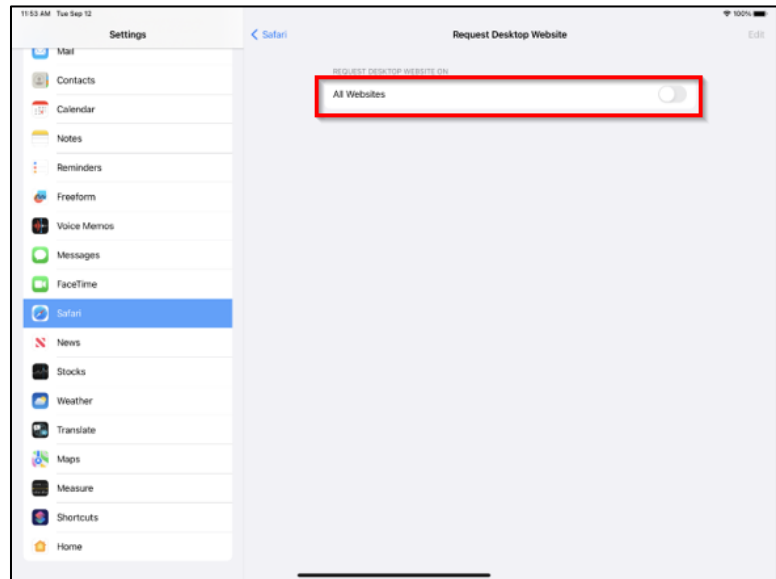 11:53 AM Tue Sep 12
100%
Settings
Safari
Request Desktop Website
Edit
Mail
REQUEST DESKTOP WEBSITE ON
Contacts
All Websites
Calendar
Notes
Reminders
Freeform
Voice Memos
Messages
FaceTime
Safari
News
Stocks
Weather
Translate
Maps
Measure
Shortcuts
Home